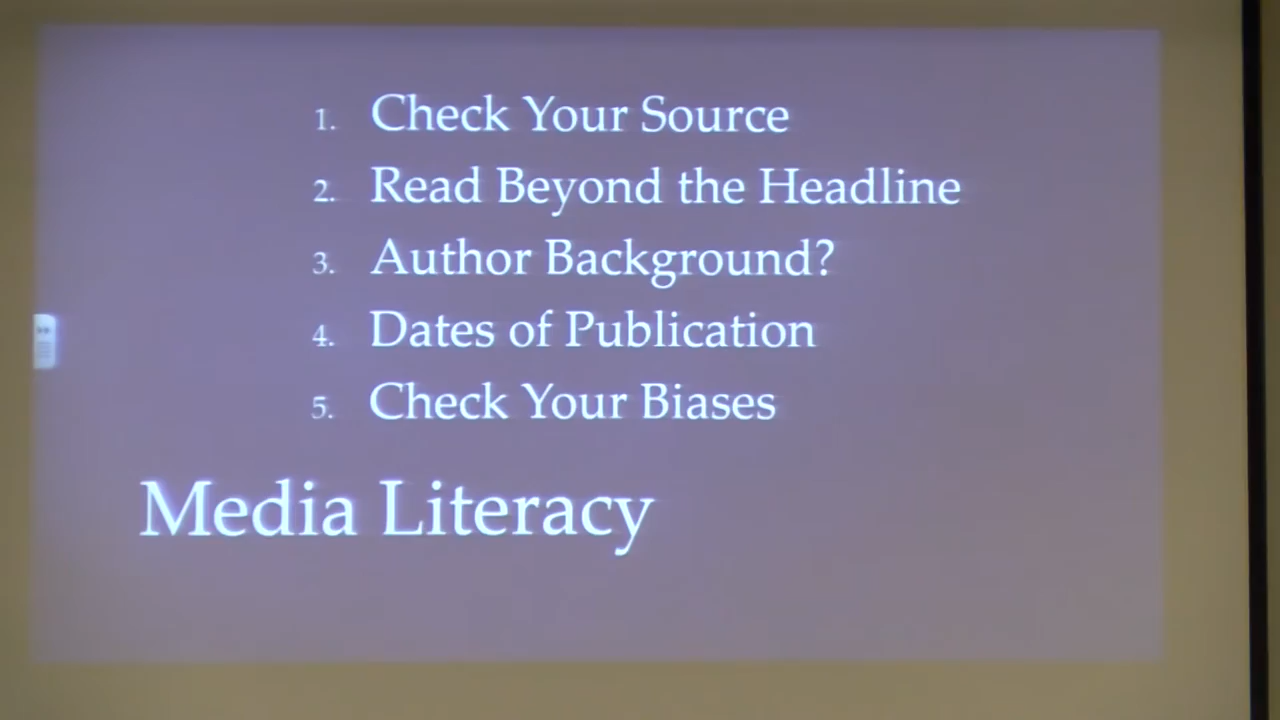 1. Check Your Source
2. Read Beyond the Headline
3. Author Background?
4. Dates of Publication
5. Check Your Biases
Media Literacy